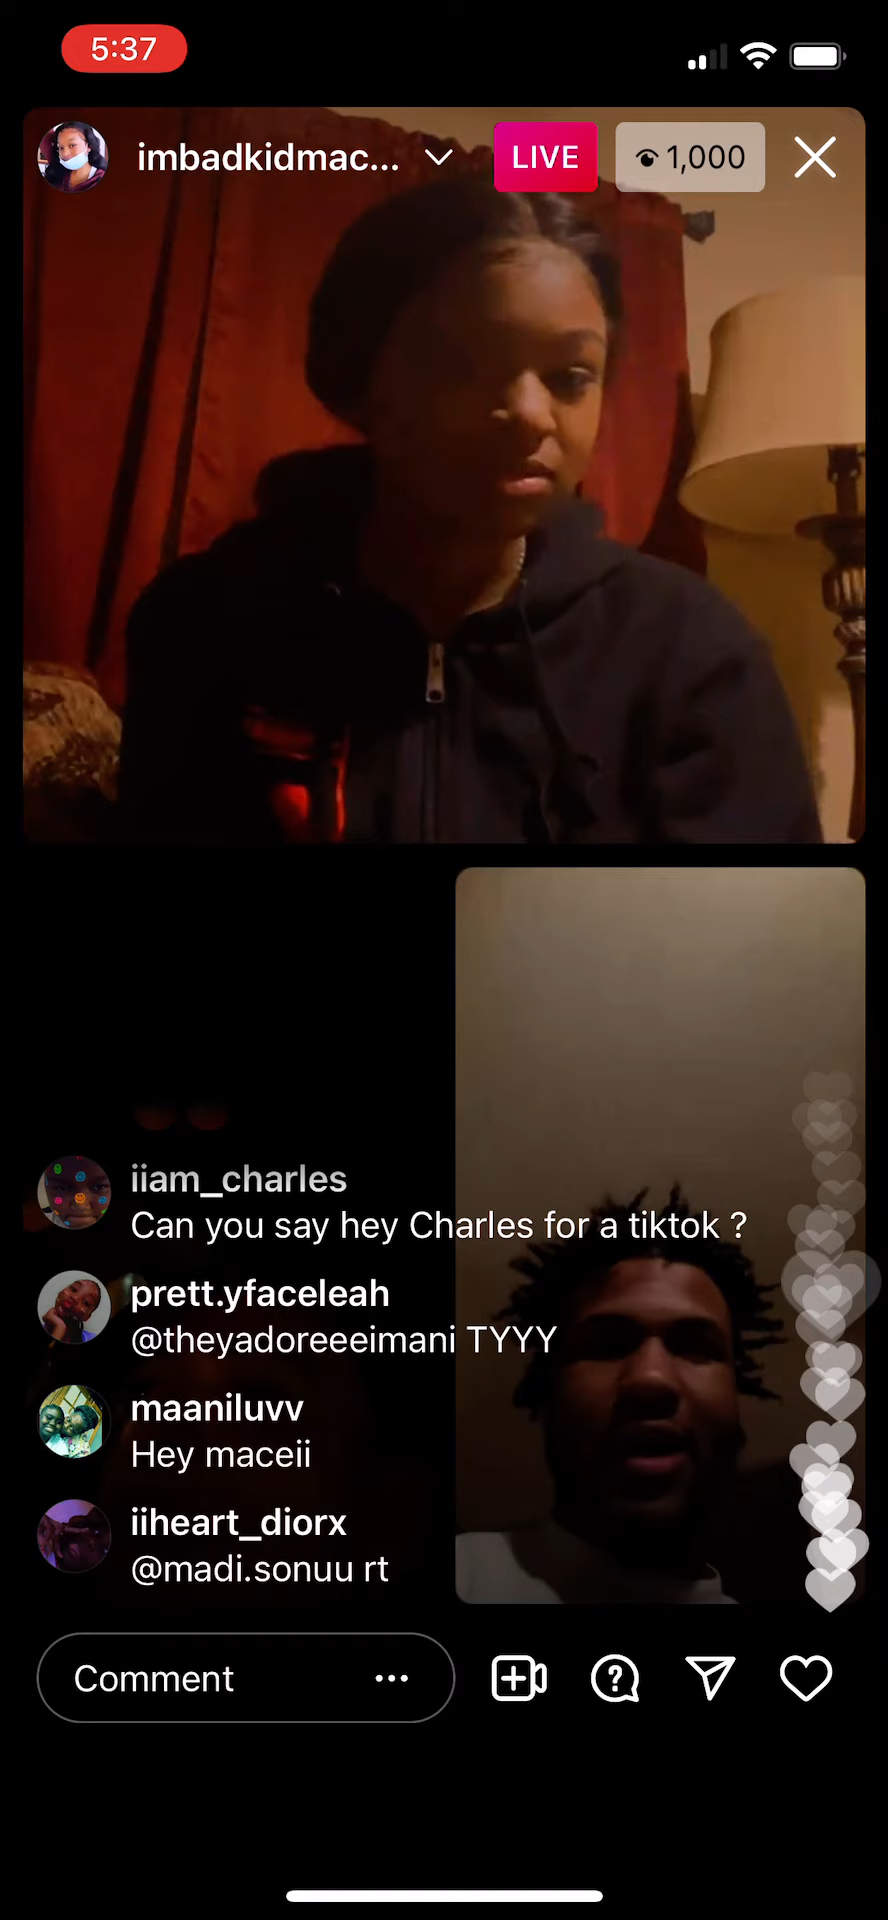 5:37
imbadkidmac...
LIVE
1,000
iiam_charles
Can you say hey Charles for a tiktok ?
prett.yfaceleah
@theyadoreeeimani TYYY
maaniluvv
Hey maceii
iiheart_diorx
@madi.sonuu rt
Comment